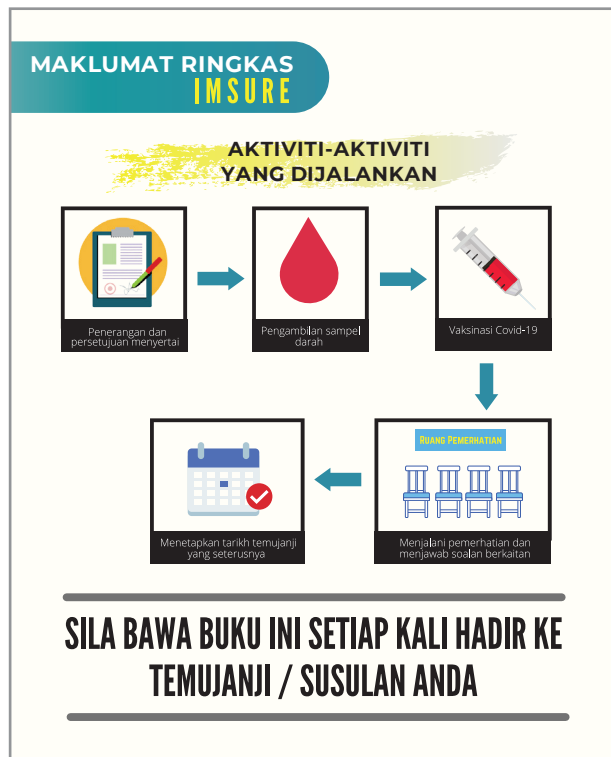 MAKLUMAT RINGKAS
IMSURE
AKTIVITI-AKTIVITI
YANG DIJALANKAN
Penerangan dan
persetujuan menyertai
Pengambilan sampel
darah
Vaksinasi Covid-19
RUANG PEMERHATIAN
Menjalani pemerhatian dan
menjawab soalan berkaitan
Menetapkan tarikh temujanji
yang seterusnya
SILA BAWA BUKU INI SETIAP KALI HADIR KE
TEMUJANJI / SUSULAN ANDA